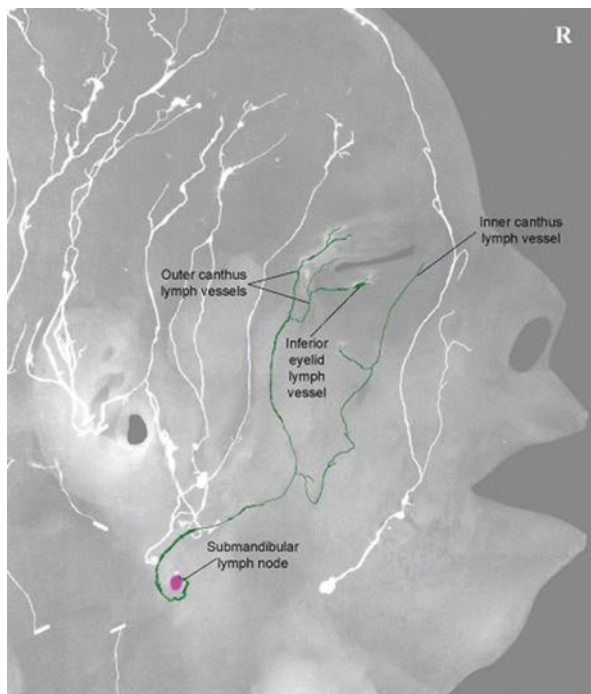 R
Inner canthus
lymph vessel
Outer canthus
lymph vessels
Inferior
eyelid
lymph
vessel
Submandibular
lymph node